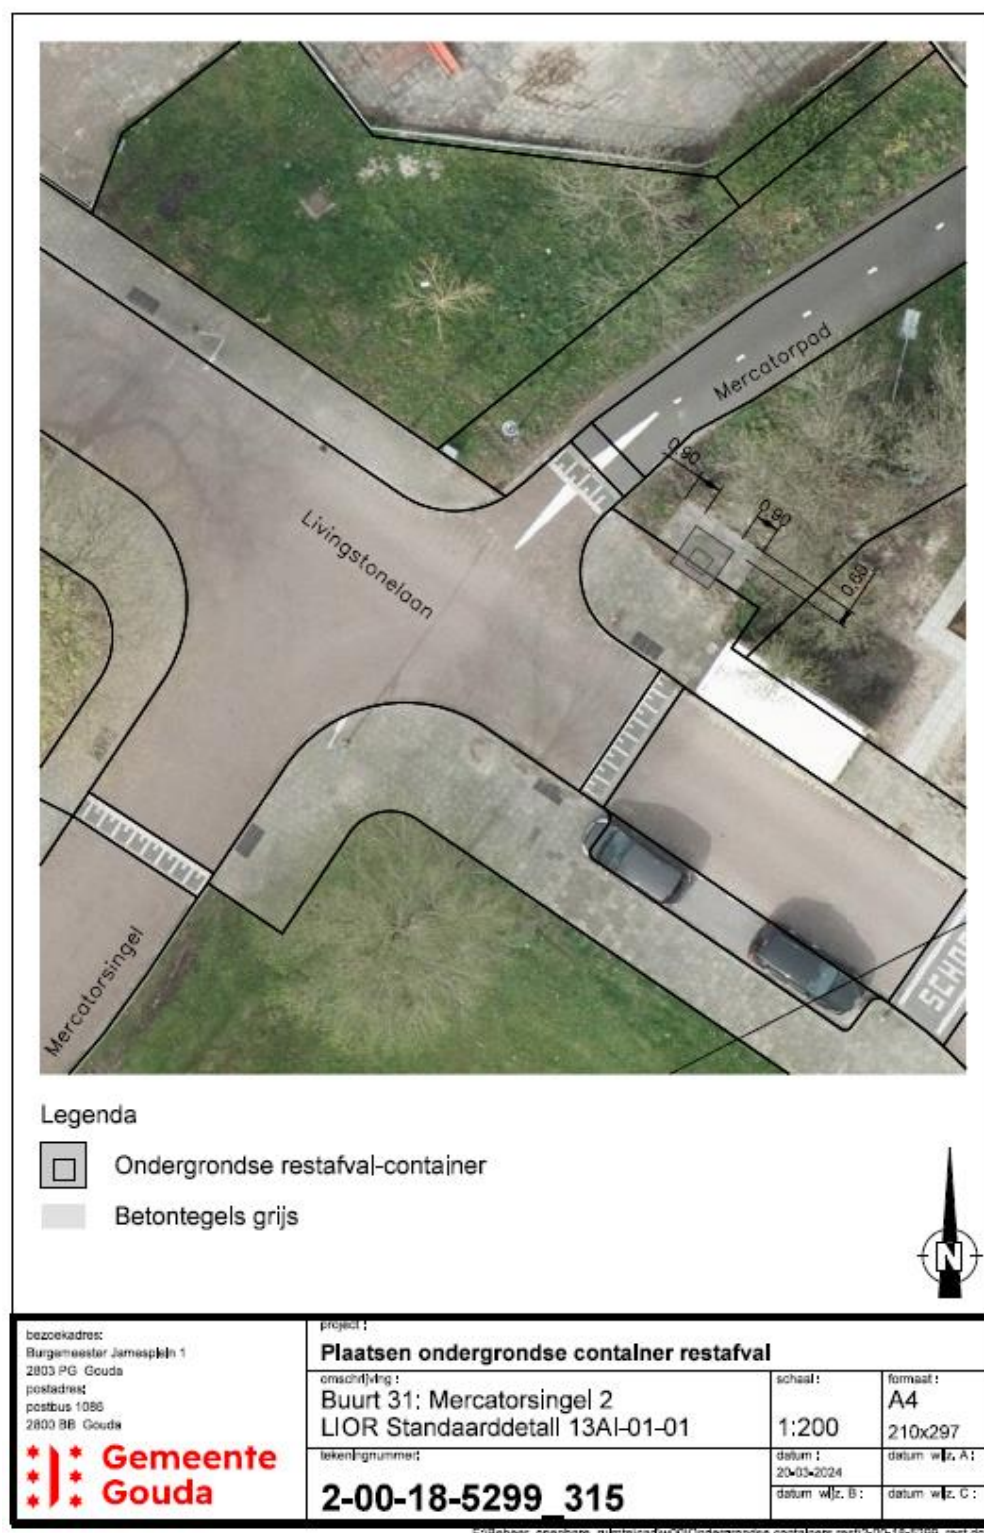 Mercatorpad
0.90
0.90
0.60
Livingstonelaan
Mercatorsingel
SCHO
Legenda
Ondergrondse restafval-container
Betontegels grijs
N
bezoekadres:
Burgemeester Jamesplein 1
2803 PG Gouda
postadres:
postbus 1086
2800 BB Gouda
Gemeente
Gouda
project :
Plaatsen ondergrondse container restafval
omschrijving :
Buurt 31: Mercatorsingel 2
LIOR Standaarddetail 13AI-01-01
schaal :
1:200
formaat :
A4
210x297
tekeningnummer:
2-00-18-5299_315
datum :
20-03-2024
datum wijz. A :
datum wijz. B :
datum wijz. C :